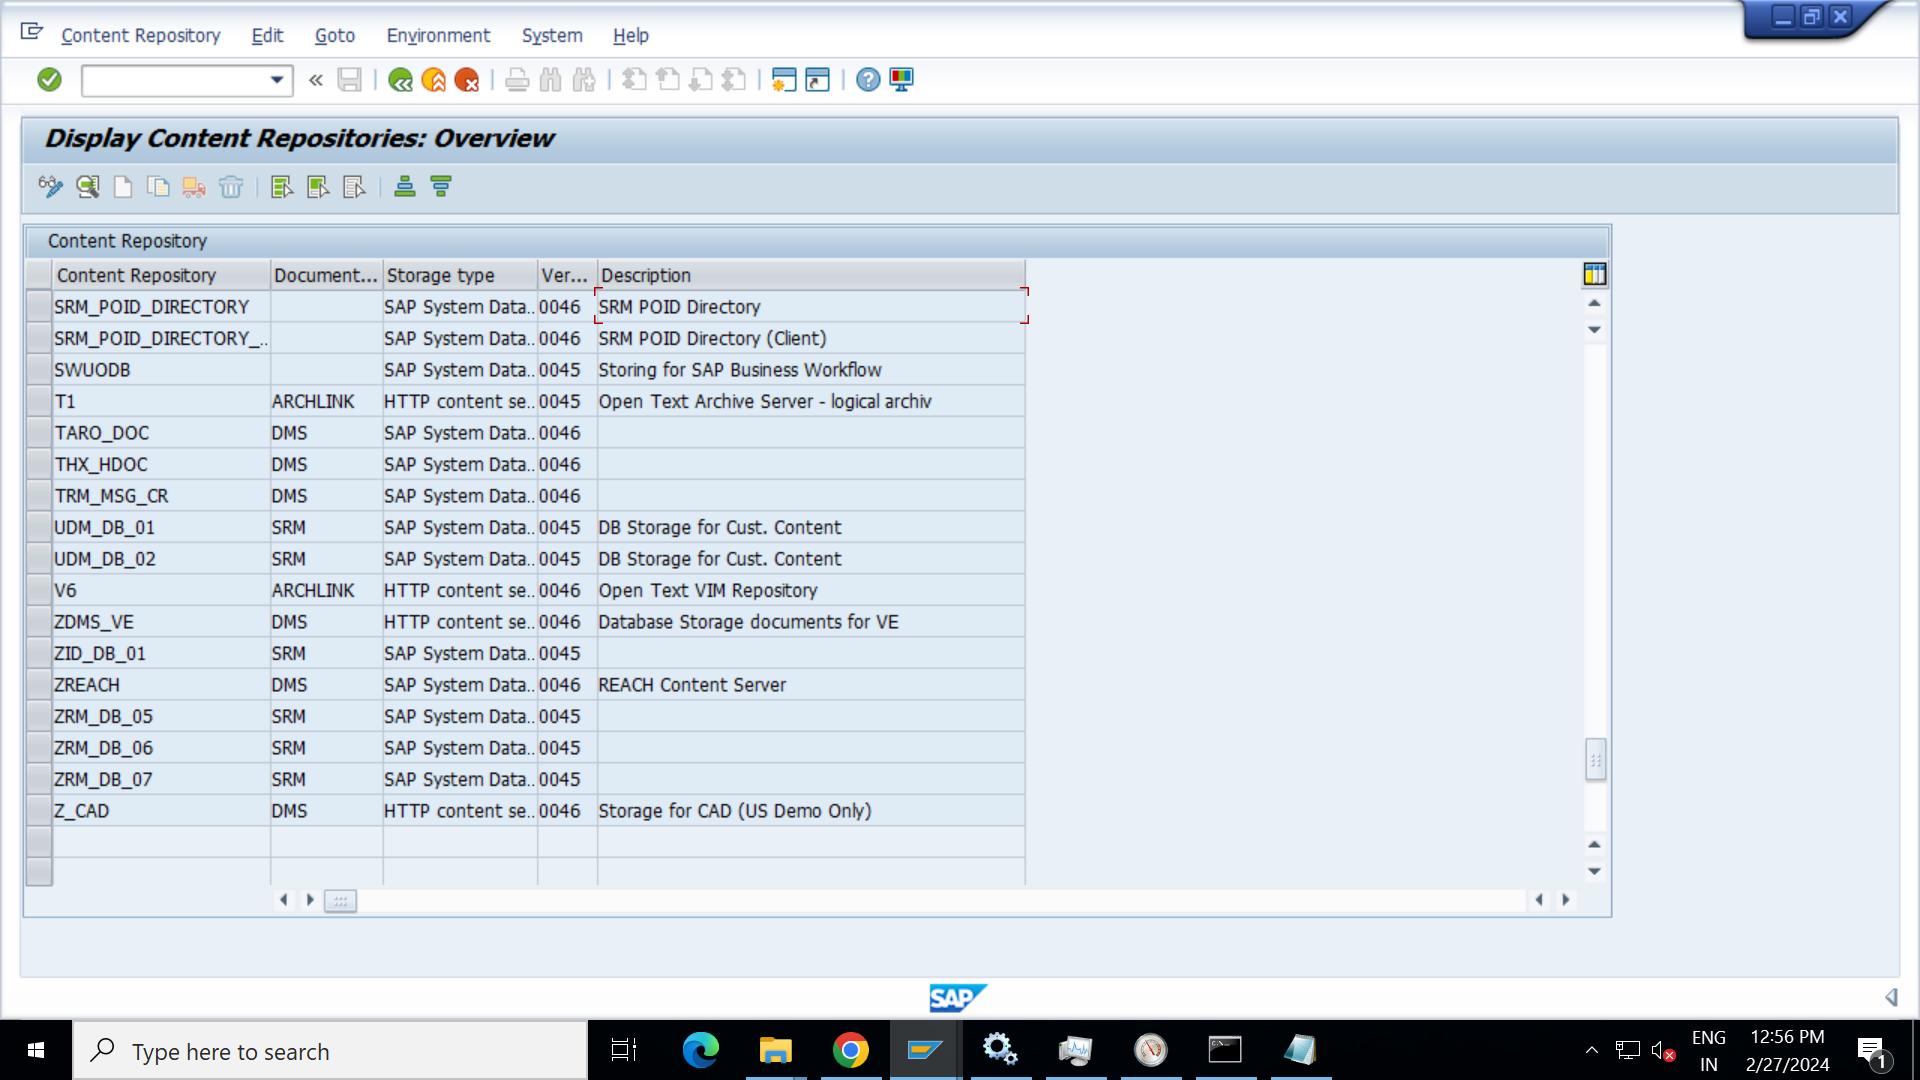 Content Repository Edit Goto Environment System Help
Display Content Repositories: Overview
Content Repository
Content Repository Document... Storage type Ver... Description
SRM_POID_DIRECTORY SAP System Data.. 0046 SRM POID Directory
SRM_POID_DIRECTORY_.. SAP System Data.. 0046 SRM POID Directory (Client)
SWUODB SAP System Data.. 0045 Storing for SAP Business Workflow
T1 ARCHLINK HTTP content se.. 0045 Open Text Archive Server - logical archiv
TARO_DOC DMS SAP System Data.. 0046
THX_HDOC DMS SAP System Data.. 0046
TRM_MSG_CR DMS SAP System Data.. 0046
UDM_DB_01 SRM SAP System Data.. 0045 DB Storage for Cust. Content
UDM_DB_02 SRM SAP System Data.. 0045 DB Storage for Cust. Content
V6 ARCHLINK HTTP content se.. 0046 Open Text VIM Repository
ZDMS_VE DMS HTTP content se.. 0046 Database Storage documents for VE
ZID_DB_01 SRM SAP System Data.. 0045
ZREACH DMS SAP System Data.. 0046 REACH Content Server
ZRM_DB_05 SRM SAP System Data.. 0045
ZRM_DB_06 SRM SAP System Data.. 0045
ZRM_DB_07 SRM SAP System Data.. 0045
Z_CAD DMS HTTP content se.. 0046 Storage for CAD (US Demo Only)
SAP
Type here to search
ENG
IN
12:56 PM
2/27/2024
1